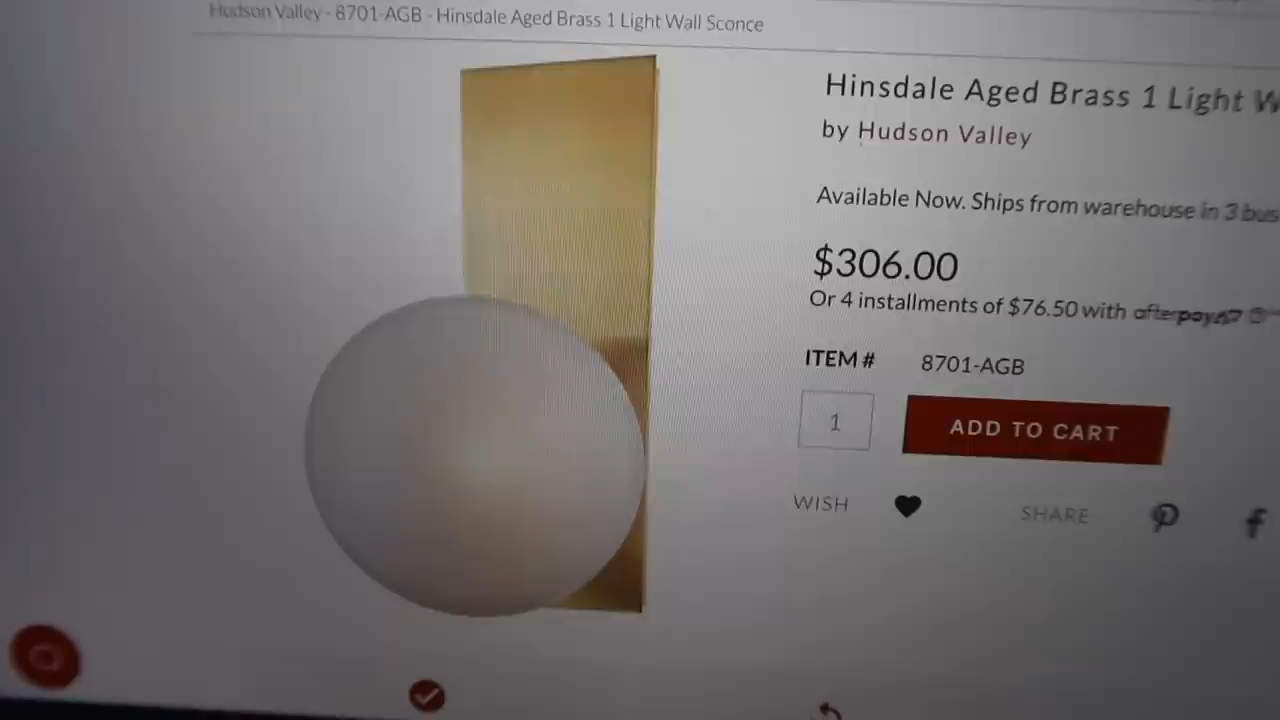 Hudson Valley - 8701-AGB - Hinsdale Aged Brass 1 Light Wall Sconce
Hinsdale Aged Brass 1 Light
by Hudson Valley
Available Now. Ships from warehouse in 3
$306.00
Or 4 installments of $76.50 with afterpay
ITEM # 8701-AGB
1
ADD TO CART
WISH
SHARE